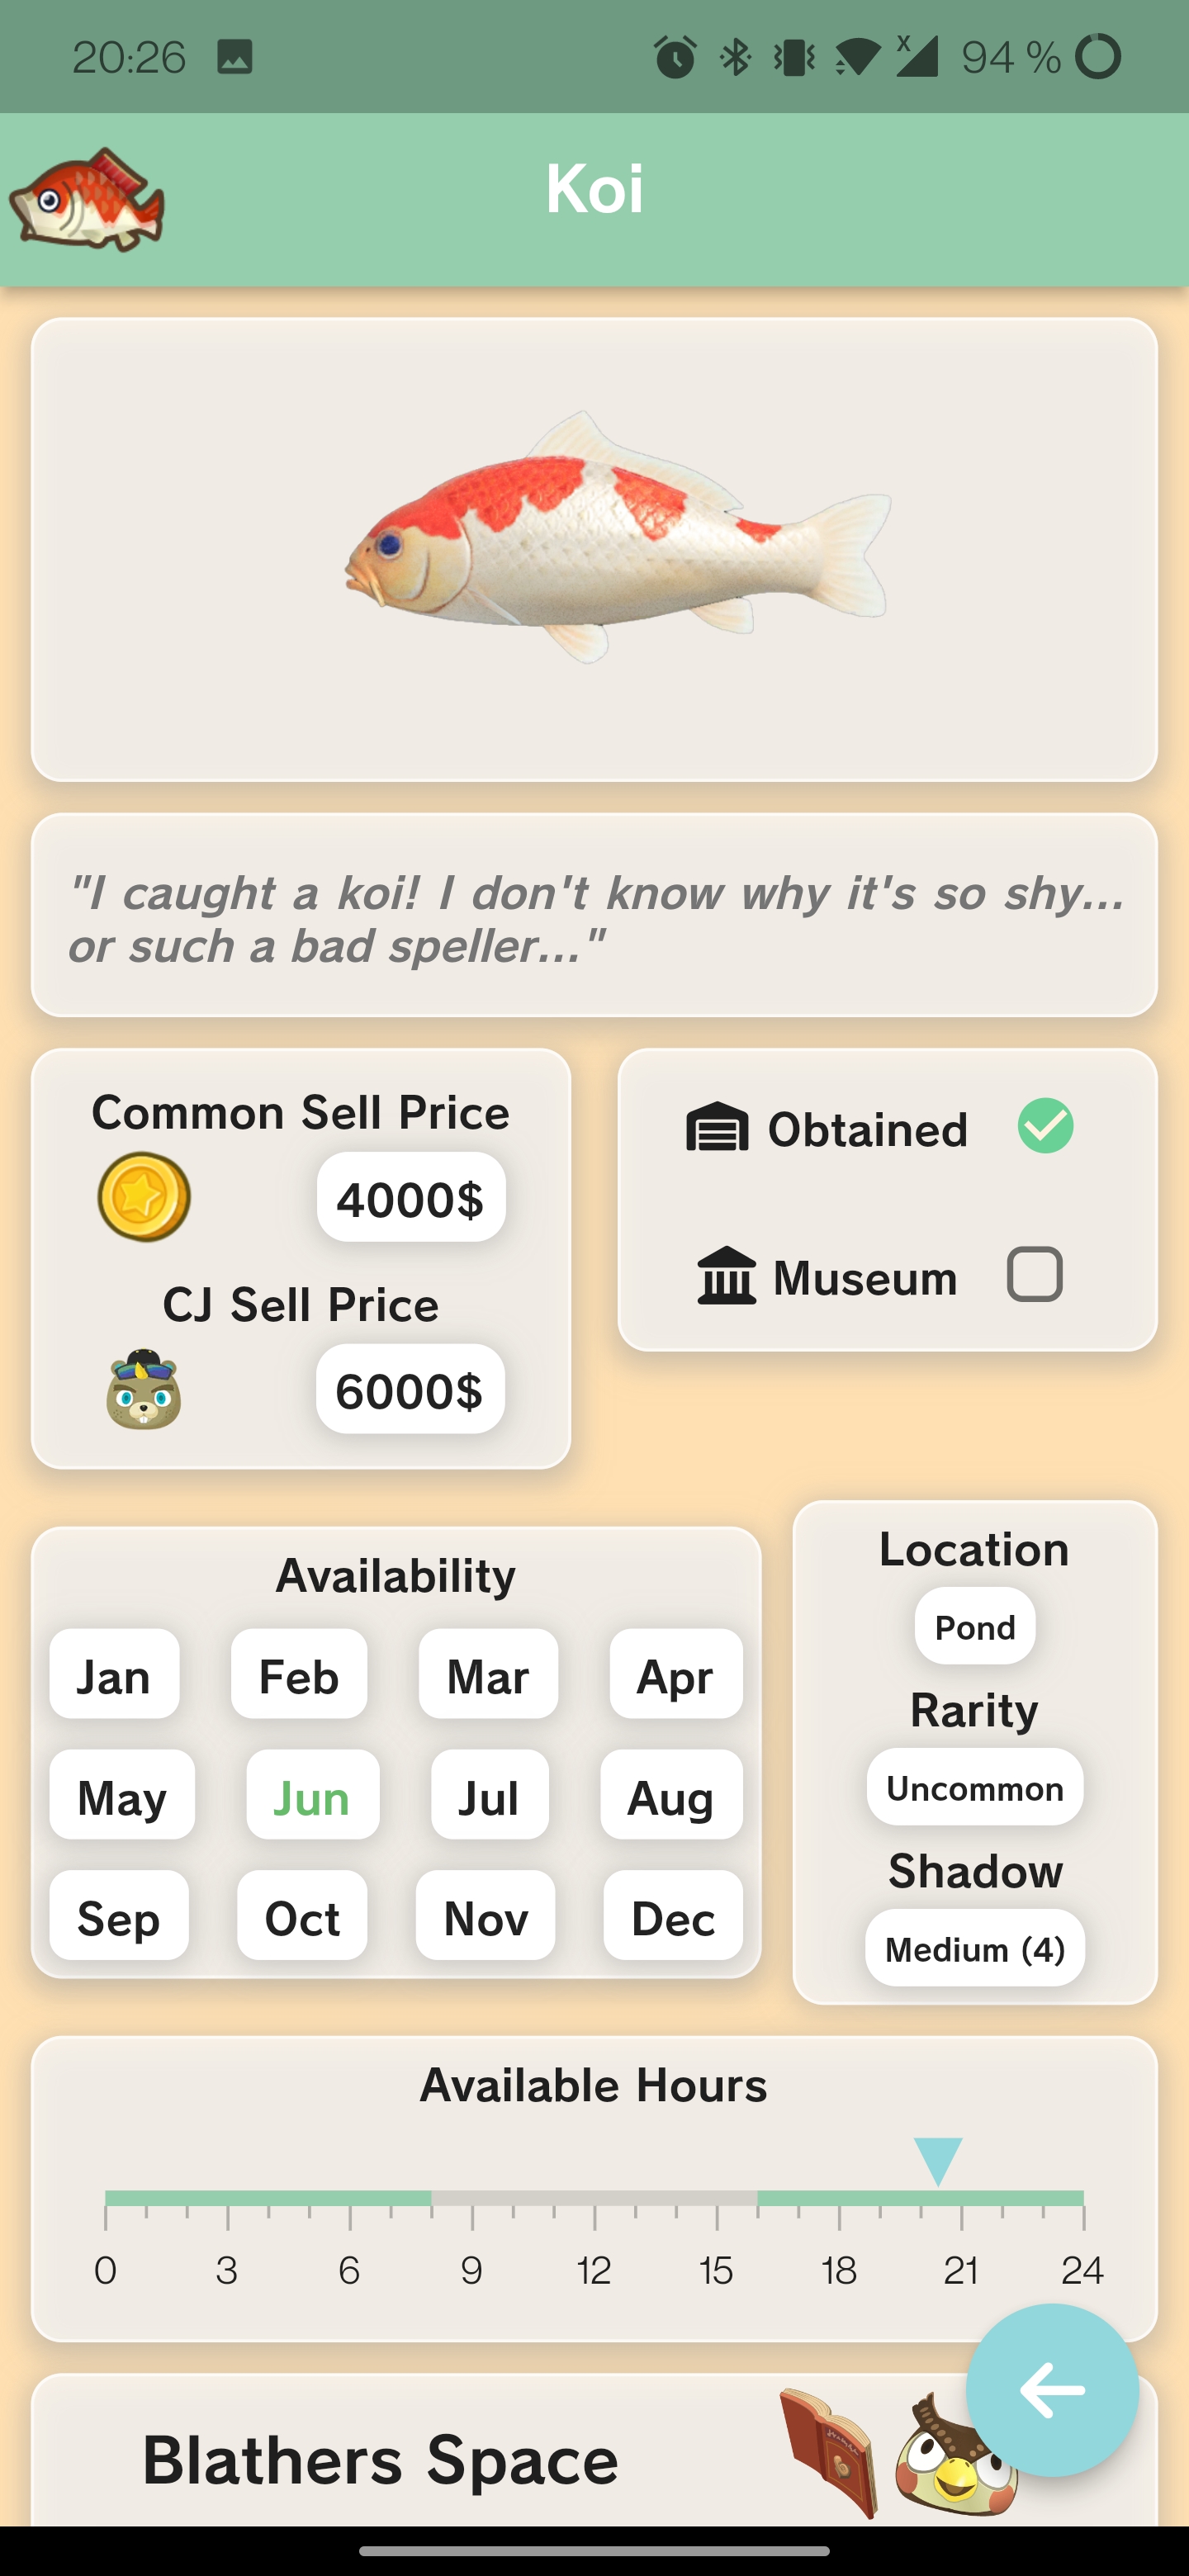 20:26
94 %
Koi
"I caught a koi! I don't know why it's so shy...
or such a bad speller..."
Common Sell Price
4000$
CJ Sell Price
6000$
Obtained
Museum
Availability
Jan Feb Mar Apr
May Jun Jul Aug
Sep Oct Nov Dec
Location
Pond
Rarity
Uncommon
Shadow
Medium (4)
Available Hours
0 3 6 9 12 15 18 21 24
Blathers Space